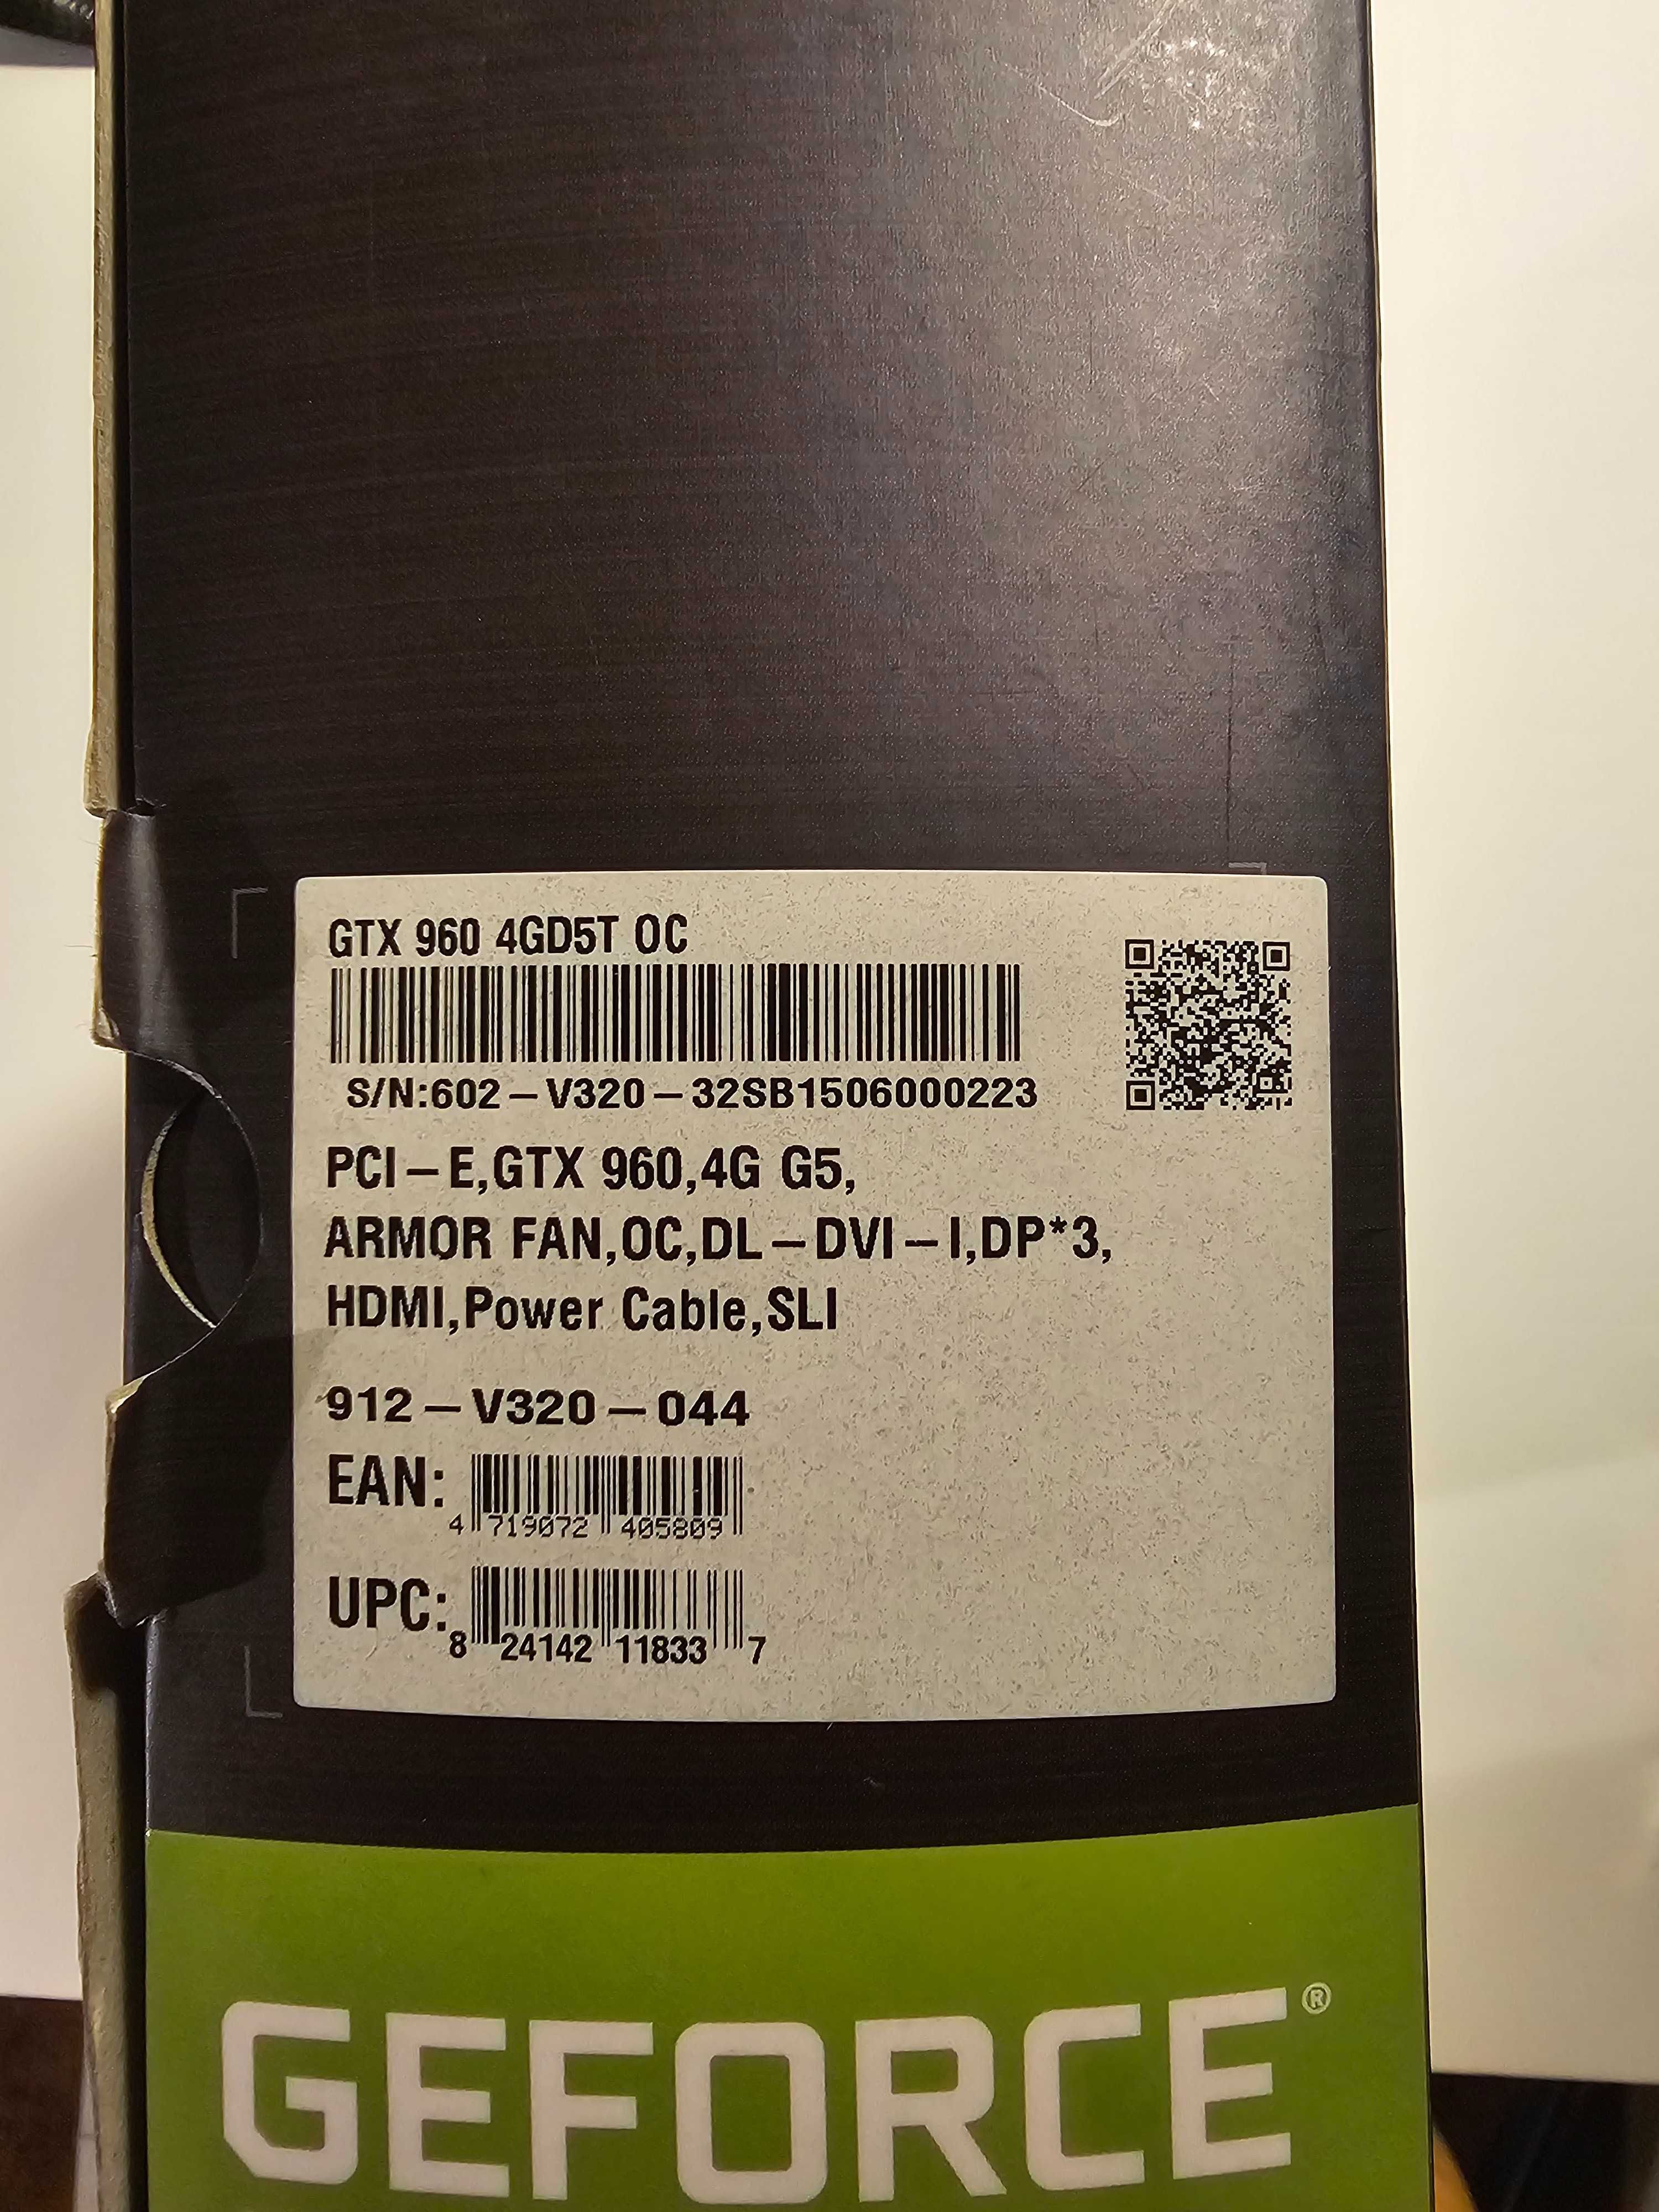 GTX 960 4GD5T OC
S/N:602-V320-32SB1506000223
PCI-E,GTX 960,4G G5,
ARMOR FAN,OC,DL-DVI-I,DP*3,
HDMI,Power Cable,SLI
912-V320-044
EAN:
4 719072 405809
UPC:
8 24142 11833 7
GEFORCE®